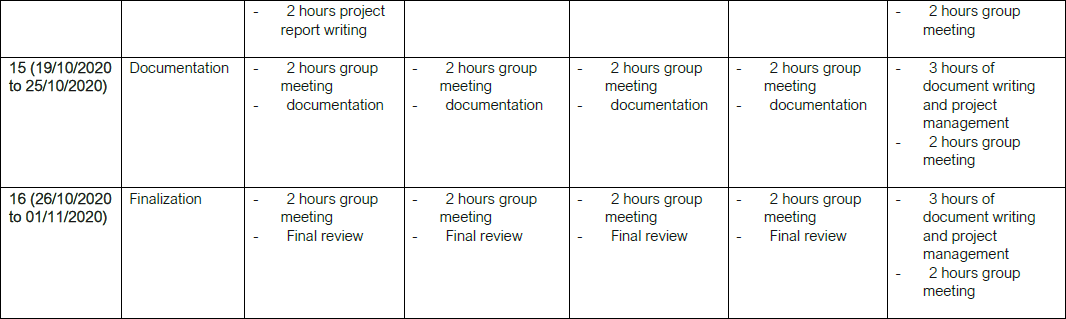 - 2 hours project
report writing
- 2 hours group
meeting
15 (19/10/2020
to 25/10/2020)
Documentation
- 2 hours group
meeting
- documentation
- 2 hours group
meeting
- documentation
- 2 hours group
meeting
- documentation
- 2 hours group
meeting
- documentation
- 3 hours of
document writing
and project
management
- 2 hours group
meeting
16 (26/10/2020
to 01/11/2020)
Finalization
- 2 hours group
meeting
- Final review
- 2 hours group
meeting
- Final review
- 2 hours group
meeting
- Final review
- 2 hours group
meeting
- Final review
- 3 hours of
document writing
and project
management
- 2 hours group
meeting